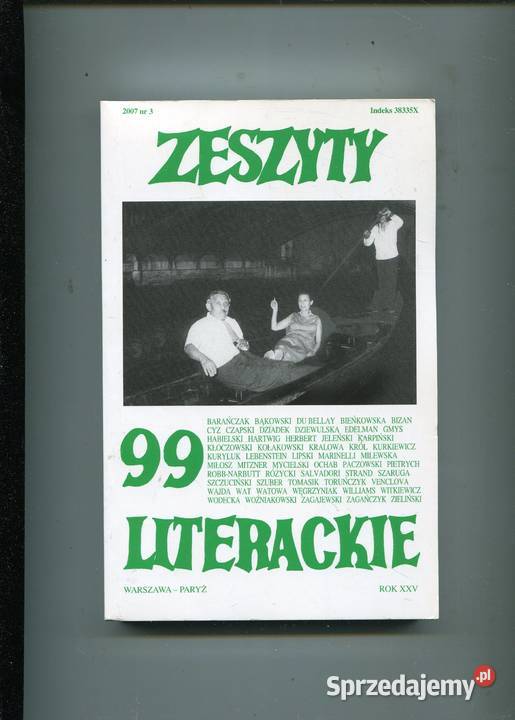 2007 nr 3
Indeks 38335X
ZESZYTY
99
BARAŃCZAK BĄKOWSKI DU BELLAY BIEŃKOWSKA BIZAN
CYZ CZAPSKI DZIADEK DZIEWULSKA EDELMAN GMYS
HABIELSKI HARTWIG HERBERT JELEŃSKI KARPIŃSKI
KŁOCZOWSKI KOŁAKOWSKI KRALOWA KRÓL KURKIEWICZ
KURYLUK LEBENSTEIN LIPSKI MARINELLI MILEWSKA
MIŁOSZ MITZNER MYCIELSKI OCHAB PACZOWSKI PIETRYCH
ROBB-NARBUTT RÓŻYCKI SALVADORI STRAND SZARUGA
SZCZUCIŃSKI SZUBER TOMASIK TORUŃCZYK VENCLOVA
WAJDA WAT WATOWA WĘGRZYNIAK WILLIAMS WITKIEWICZ
WODECKA WOŹNIAKOWSKI ZAGAJEWSKI ZAGAŃCZYK ZIELIŃSKI
LITERACKIE
WARSZAWA – PARYŻ
ROK XXV
Sprzedajemy.pl